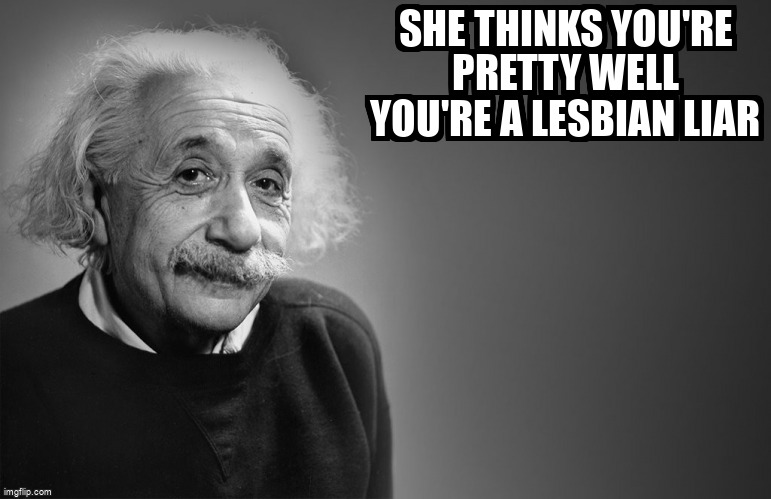 SHE THINKS YOU'RE
PRETTY WELL
YOU'RE A LESBIAN LIAR
imgflip.com